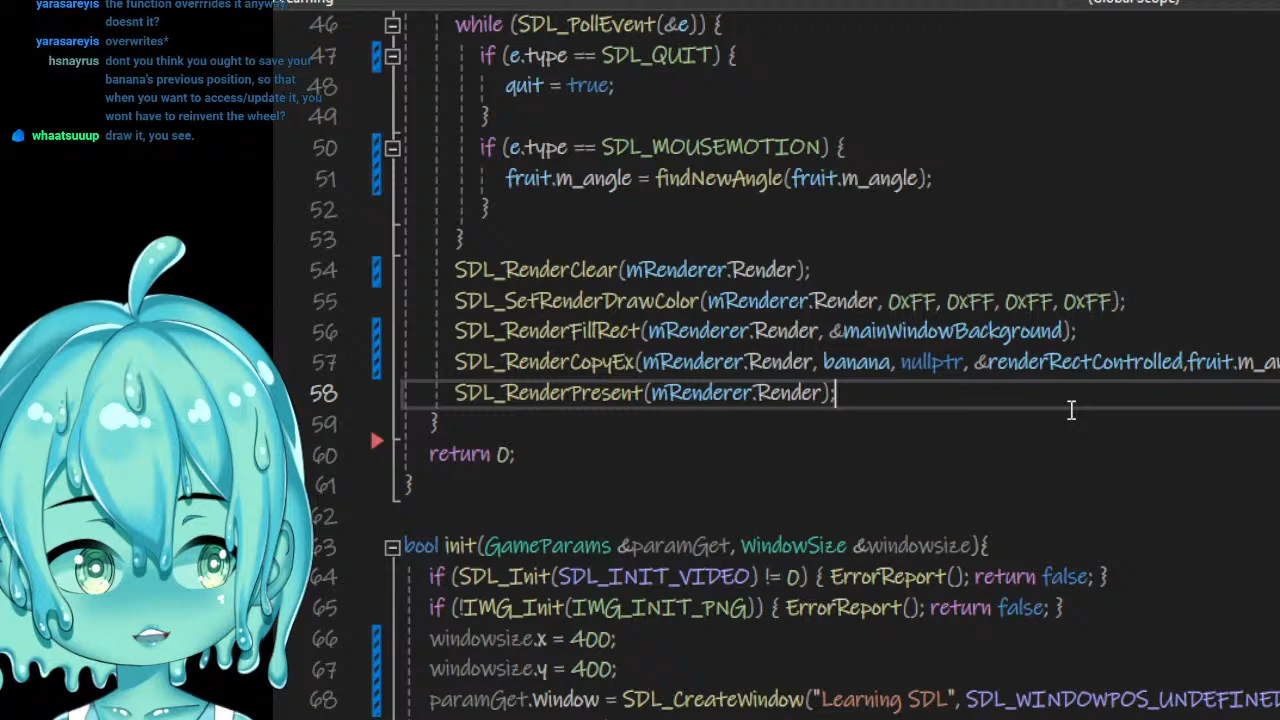 yarasareyis the function overrrides it anyway
doesnt it?
yarasareyis overwrites*
hsnayrus dont you think you ought to save your
banana's previous position, so that
when you want to access/update it, you
wont have to reinvent the wheel?
whaatsuuup draw it, you see.
46 while (SDL_PollEvent(&e)) {
47 if (e.type == SDL_QUIT) {
48 quit = true;
49 }
50 if (e.type == SDL_MOUSEMOTION) {
51 fruit.m_angle = findNewAngle(fruit.m_angle);
52 }
53 }
54 SDL_RenderClear(mRenderer.Render);
55 SDL_SetRenderDrawColor(mRenderer.Render, 0xFF, 0xFF, 0xFF, 0xFF);
56 SDL_RenderFillRect(mRenderer.Render, &mainWindowBackground);
57 SDL_RenderCopyEx(mRenderer.Render, banana, nullptr, &renderRectControlled,fruit.m_a
58 SDL_RenderPresent(mRenderer.Render);
59 }
60 return 0;
61 }
62
63 bool init(GameParams &paramGet, WindowSize &windowsize){
64 if (SDL_Init(SDL_INIT_VIDEO) != 0) { ErrorReport(); return false; }
65 if (!IMG_Init(IMG_INIT_PNG)) { ErrorReport(); return false; }
66 windowsize.x = 400;
67 windowsize.y = 400;
68 paramGet.Window = SDL_CreateWindow("Learning SDL", SDL_WINDOWPOS_UNDEFINE